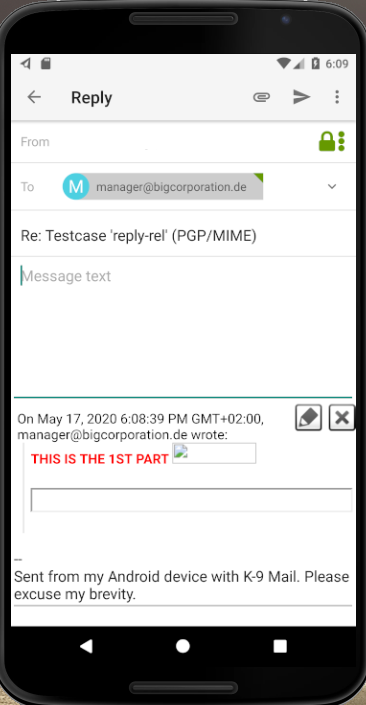 6:09
Reply
From
To M manager@bigcorporation.de
Re: Testcase 'reply-rel' (PGP/MIME)
Message text
On May 17, 2020 6:08:39 PM GMT+02:00,
manager@bigcorporation.de wrote:
THIS IS THE 1ST PART
--
Sent from my Android device with K-9 Mail. Please
excuse my brevity.